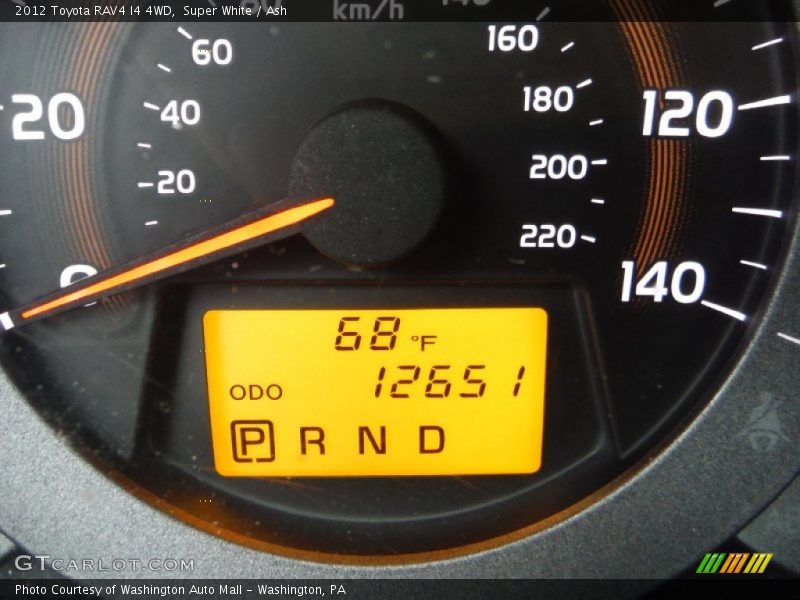 2012 Toyota RAV4 I4 4WD, Super White / Ash
km/h
60
160
20
40
180
120
20
200
220
0
140
68 °F
ODO 12651
P R N D
GTCARLOT.COM
Photo Courtesy of Washington Auto Mall - Washington, PA